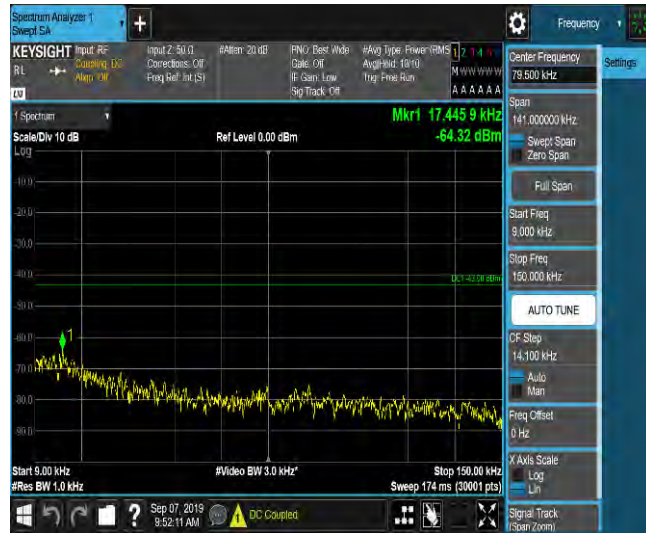 Spectrum Analyzer 1
Swept SA
+
Frequency
KEYSIGHT
RL
Input: RF
Coupling: DC
Align: Off
Input Z: 50 Ω
Corrections: Off
Freq Ref: Int (S)
#Atten: 20 dB
PNO: Best Wide
Gate: Off
IF Gain: Low
Sig Track: Off
#Avg Type: Power (RMS
Avg|Hold: 10/10
Trig: Free Run
M W W W W W
A A A A A A
1 Spectrum
Mkr1 17.445 9 kHz
Scale/Div 10 dB
Ref Level 0.00 dBm
-64.32 dBm
Log
-10.0
-20.0
-30.0
-40.0
DL1 -43.00 dBm
-50.0
-60.0
1
-70.0
-80.0
-90.0
Start 9.00 kHz
#Video BW 3.0 kHz*
Stop 150.00 kHz
#Res BW 1.0 kHz
Sweep 174 ms (30001 pts)
?
Sep 07, 2019
9:52:11 AM
DC Coupled
Settings
Center Frequency
79.500 kHz
Span
141.000000 kHz
Swept Span
Zero Span
Full Span
Start Freq
9.000 kHz
Stop Freq
150.000 kHz
AUTO TUNE
CF Step
14.100 kHz
Auto
Man
Freq Offset
0 Hz
X Axis Scale
Log
Lin
Signal Track
(Span Zoom)